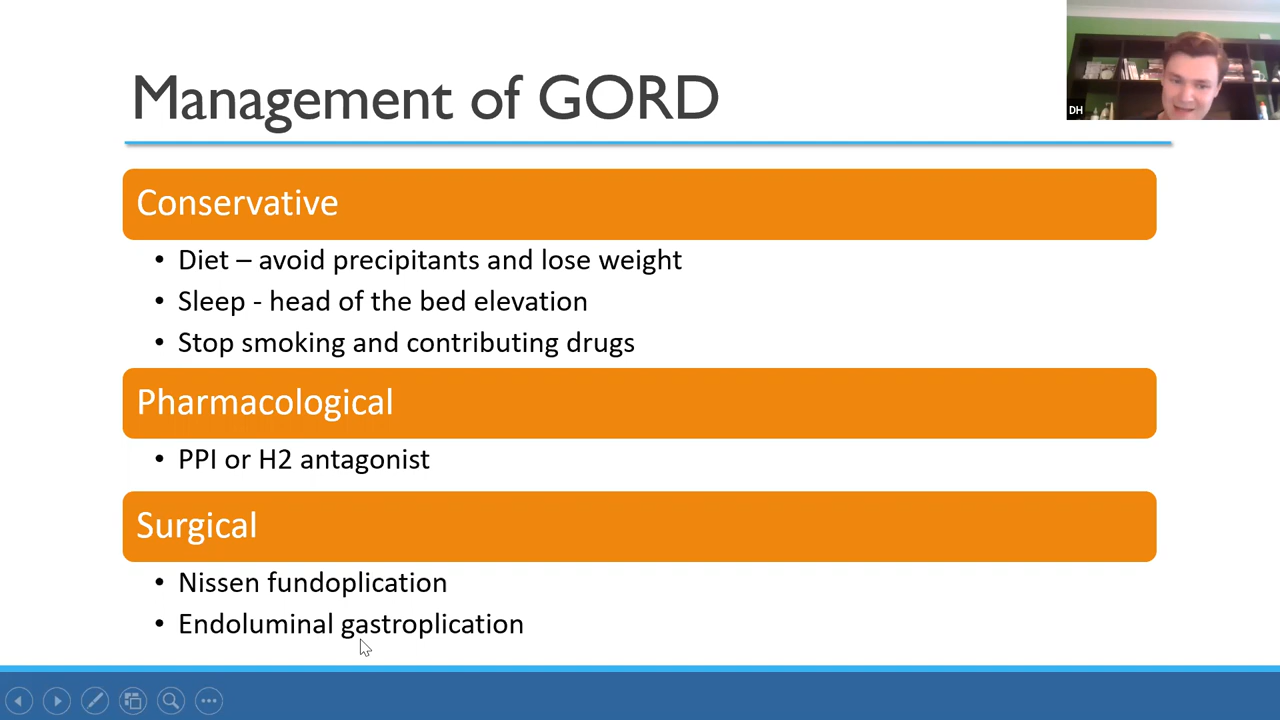 Management of GORD
DH
Conservative
• Diet – avoid precipitants and lose weight
• Sleep - head of the bed elevation
• Stop smoking and contributing drugs
Pharmacological
• PPI or H2 antagonist
Surgical
• Nissen fundoplication
• Endoluminal gastroplication